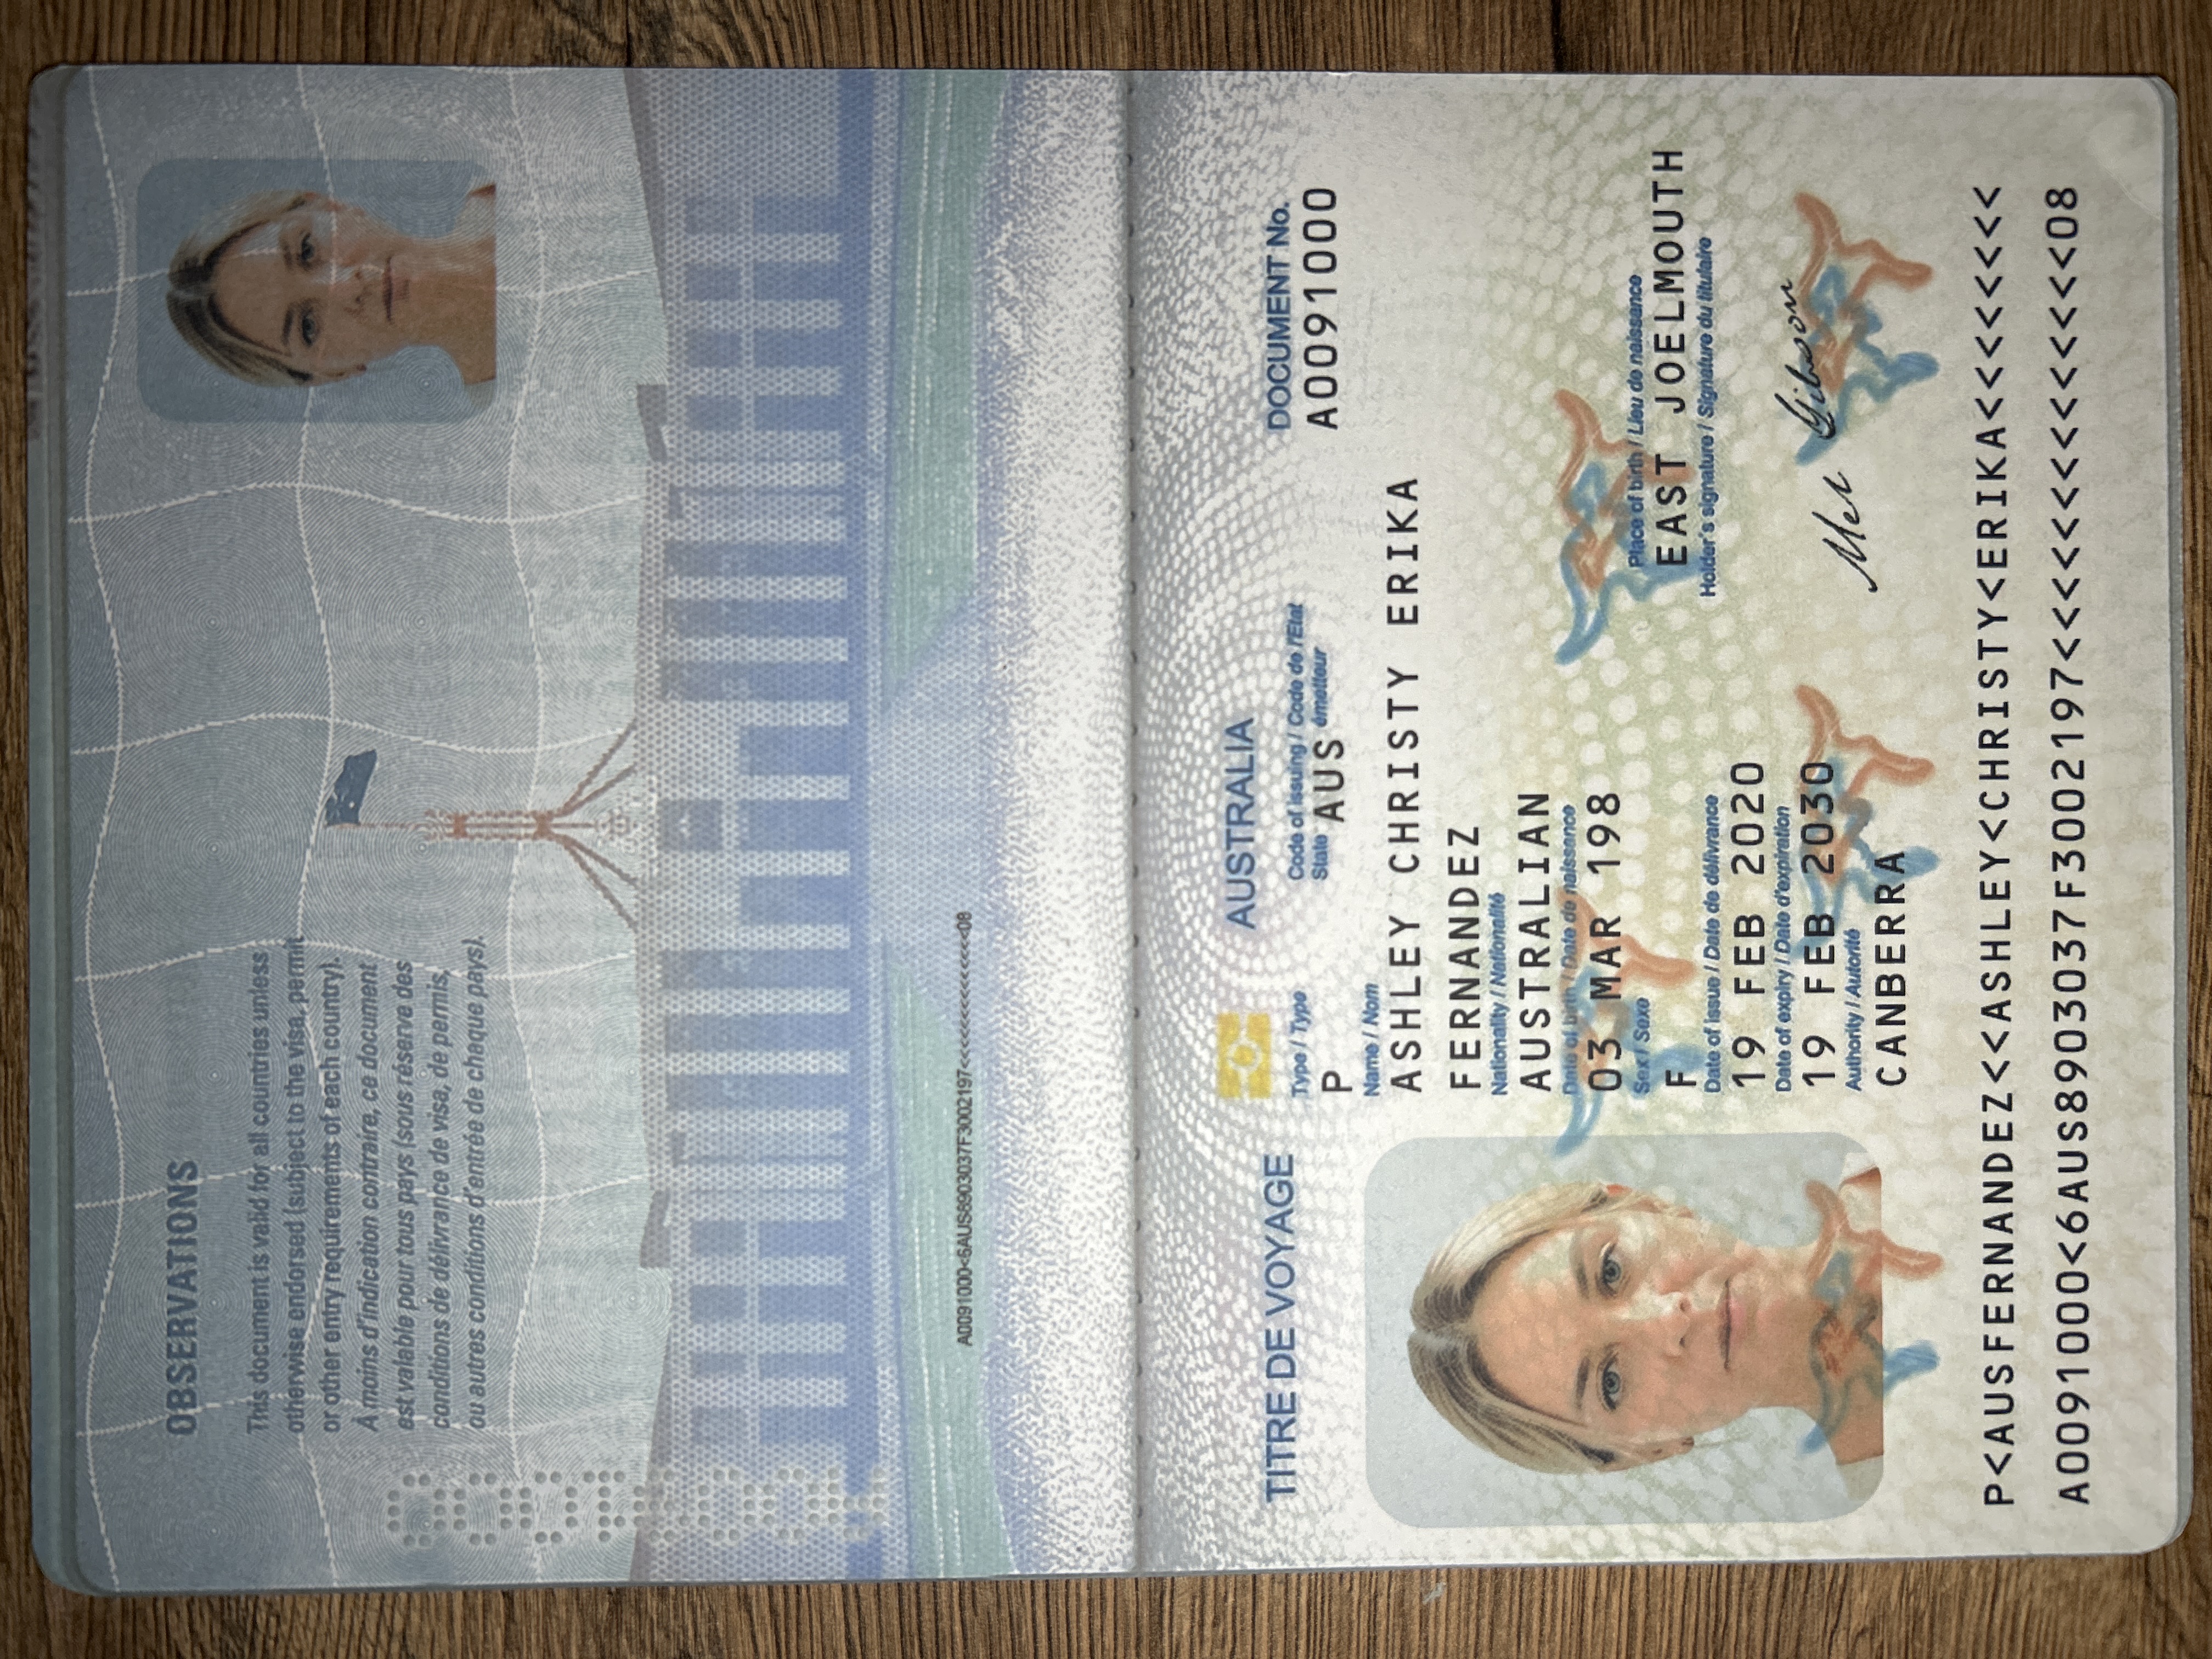 OBSERVATIONS
This document is valid for all countries unless
otherwise endorsed (subject to the visa, permit
or other entry requirements of each country).
A moins d'indication contraire, ce document
est valable pour tous pays (sous réserve des
conditions de délivrance de visa, de permis,
ou autres conditions d'entrée de chaque pays).
A0091000<6AUS8903037F3002197<<<<<<<<<<<<<<08
AUSTRALIA
TITRE DE VOYAGE
Type / Type
P
Code of issuing / Code de l'État
State AUS émetteur
DOCUMENT No.
A0091000
Name / Nom
ASHLEY CHRISTY ERIKA
FERNANDEZ
Nationality / Nationalité
AUSTRALIAN
Date of birth / Date de naissance
03 MAR 198
Sex / Sexe
F
Place of birth / Lieu de naissance
EAST JOELMOUTH
Date of issue / Date de délivrance
19 FEB 2020
Holder's signature / Signature du titulaire
Date of expiry / Date d'expiration
19 FEB 2030
Mel Gibson
Authority / Autorité
CANBERRA
P<AUSFERNANDEZ<<ASHLEY<CHRISTY<ERIKA<<<<<<<<
A0091000<6AUS8903037F3002197<<<<<<<<<<<<<<08